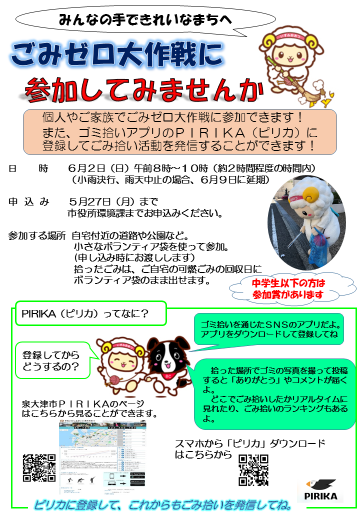 みんなの手できれいなまちへ
ごみゼロ大作戦に
参加してみませんか
個人やご家族でごみゼロ大作戦に参加できます！
また、ゴミ拾いアプリのＰＩＲＩＫＡ（ピリカ）に
登録してごみ拾い活動を発信することができます！
日　　時　６月２日（日）午前８時～１０時（約２時間程度の時間内）
（小雨決行、雨天中止の場合、６月９日に延期）
申 込 み　５月２７日（月）まで
市役所環境課までお申込みください。
参加する場所　自宅付近の道路や公園など。
小さなボランティア袋を使って参加。
（申し込み時にお渡しします）
拾ったごみは、ご自宅の可燃ごみの回収日に
ボランティア袋のまま出せます。
中学生以下の方は
参加賞があります
PIRIKA（ピリカ）ってなに？
ゴミ拾いを通じたＳＮＳのアプリだよ。
アプリをダウンロードして登録してね
登録してから
どうするの？
拾った場所でゴミの写真を撮って投稿
すると「ありがとう」やコメントが届く
よ。
どこでごみ拾いしたかリアルタイムに
見れたり、ごみ拾いのランキングもある
よ。
泉大津市ＰＩＲＩＫＡのページ
はこちらから見ることができます。
スマホから「ピリカ」ダウンロード
はこちらから
PIRIKA
ピリカに登録して、これからもごみ拾いを発信してね。